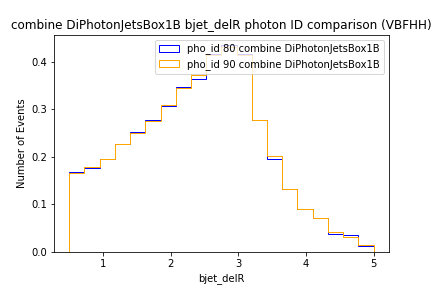 combine DiPhotonJetsBox1B bjet_delR photon ID comparison (VBFHH)
pho_id 80 combine DiPhotonJetsBox1B
pho_id 90 combine DiPhotonJetsBox1B
Number of Events
0.4
0.3
0.2
0.1
0.0
1 2 3 4 5
bjet_delR